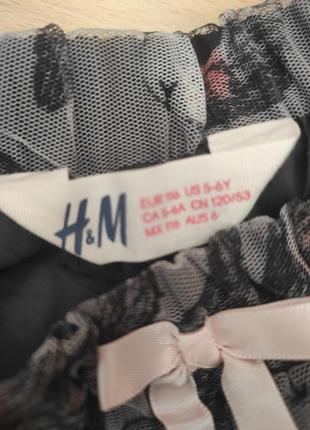 H&M
EUR 116 US 5-6Y
CA 5-6A CN 120/53
MX 116 AUS 6